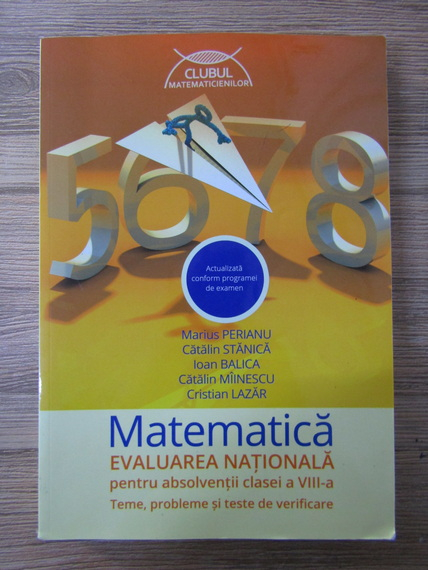 CLUBUL
MATEMATICIENILOR
5678
Actualizată
conform programei
de examen
Marius PERIANU
Cătălin STĂNICĂ
Ioan BALICA
Cătălin MÎINESCU
Cristian LAZĂR
Matematică
EVALUAREA NAȚIONALĂ
pentru absolvenții clasei a VIII-a
Teme, probleme și teste de verificare